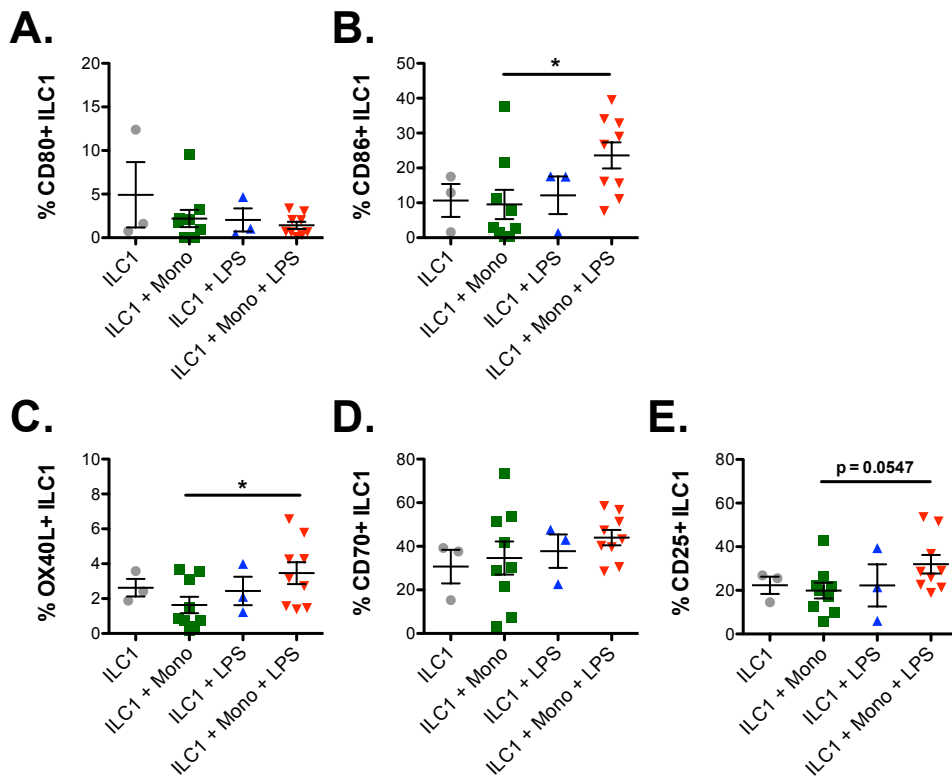 A.
% CD80+ ILC1
20
15
10
5
0
ILC1
ILC1 + Mono
ILC1 + LPS
ILC1 + Mono + LPS
B.
% CD86+ ILC1
50
40
30
20
10
0
*
ILC1
ILC1 + Mono
ILC1 + LPS
ILC1 + Mono + LPS
C.
% OX40L+ ILC1
10
8
6
4
2
0
*
ILC1
ILC1 + Mono
ILC1 + LPS
ILC1 + Mono + LPS
D.
% CD70+ ILC1
80
60
40
20
0
ILC1
ILC1 + Mono
ILC1 + LPS
ILC1 + Mono + LPS
E.
% CD25+ ILC1
80
60
40
20
0
p = 0.0547
ILC1
ILC1 + Mono
ILC1 + LPS
ILC1 + Mono + LPS